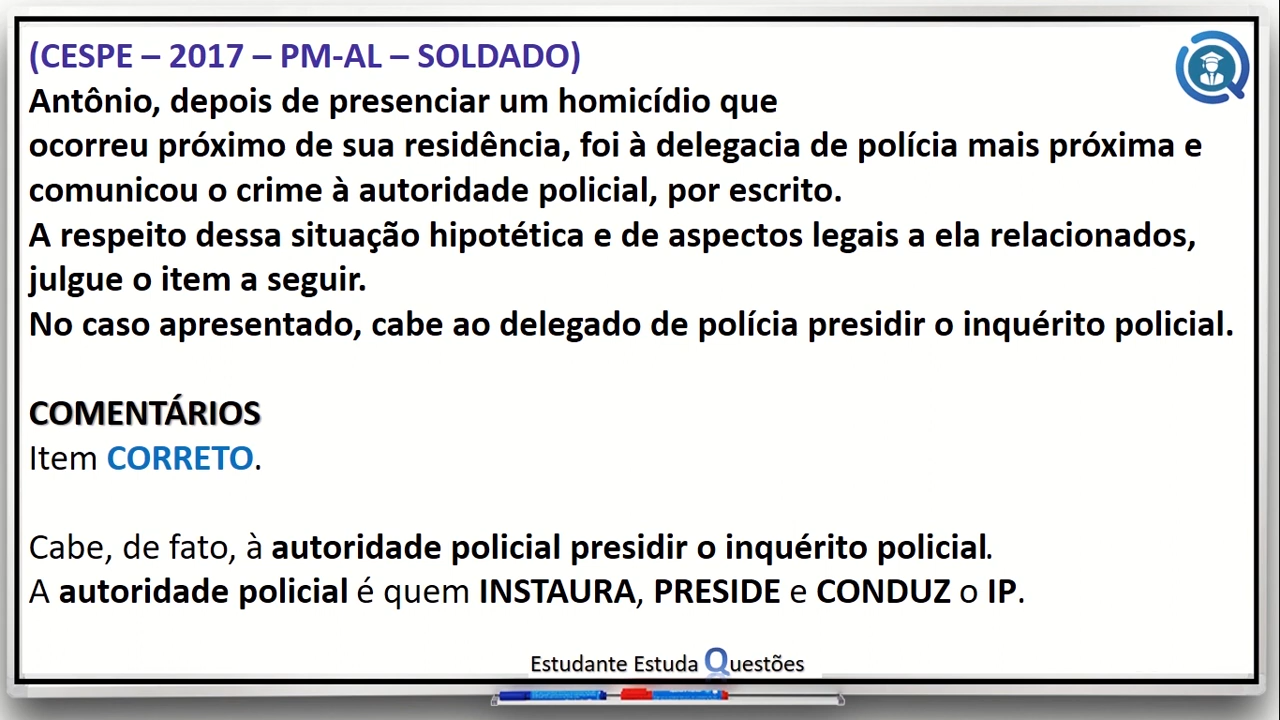 (CESPE – 2017 – PM-AL – SOLDADO)
Antônio, depois de presenciar um homicídio que
ocorreu próximo de sua residência, foi à delegacia de polícia mais próxima e
comunicou o crime à autoridade policial, por escrito.
A respeito dessa situação hipotética e de aspectos legais a ela relacionados,
julgue o item a seguir.
No caso apresentado, cabe ao delegado de polícia presidir o inquérito policial.
COMENTÁRIOS
Item CORRETO.
Cabe, de fato, à autoridade policial presidir o inquérito policial.
A autoridade policial é quem INSTAURA, PRESIDE e CONDUZ o IP.
Estudante Estuda Questões